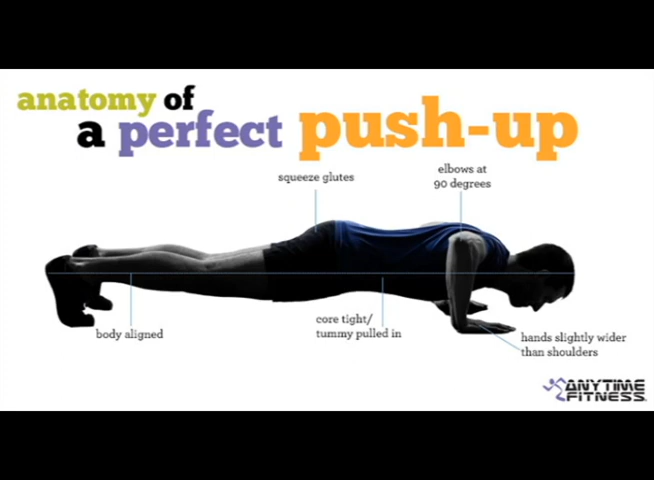 anatomy of
a perfect push-up
squeeze glutes
elbows at
90 degrees
body aligned
core tight/
tummy pulled in
hands slightly wider
than shoulders
ANYTIME
FITNESS